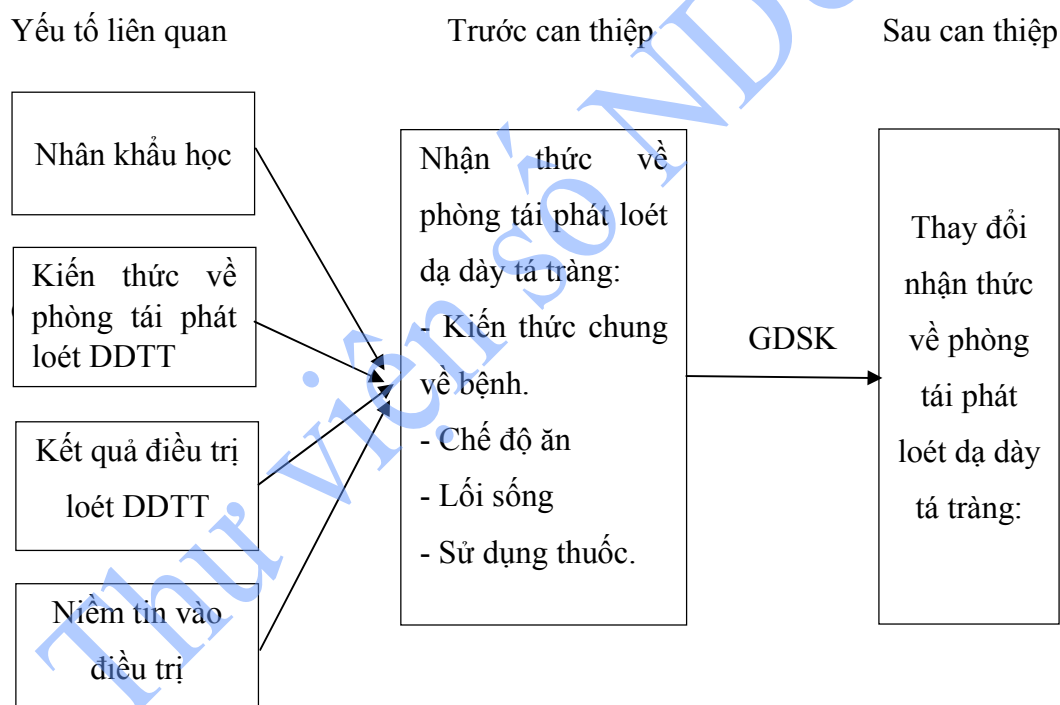 Yếu tố liên quan
Trước can thiệp
Sau can thiệp
Nhân khẩu học
Kiến thức về
phòng tái phát
loét DDTT
Kết quả điều trị
loét DDTT
Niềm tin vào
điều trị
Nhận thức về
phòng tái phát loét
dạ dày tá tràng:
- Kiến thức chung
về bệnh.
- Chế độ ăn
- Lối sống
- Sử dụng thuốc.
GDSK
Thay đổi
nhận thức
về phòng
tái phát
loét dạ dày
tá tràng:
Thư viện số